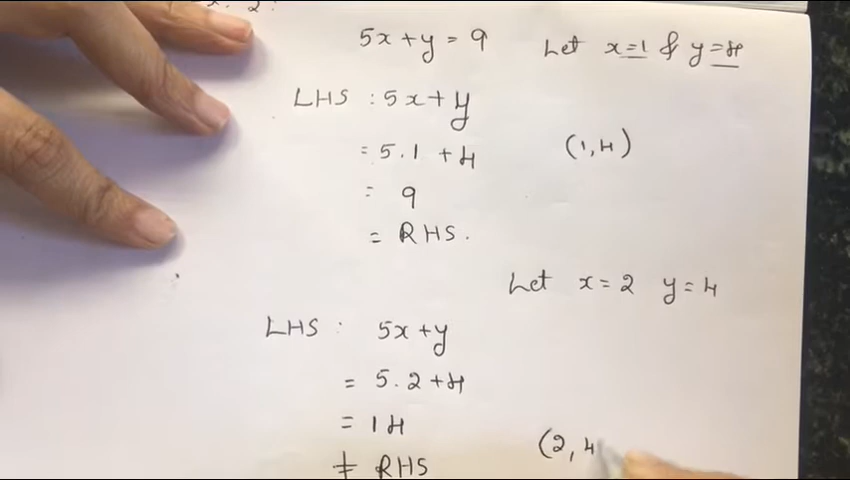 x. 2.
5x + y = 9 Let x=1 & y=4
LHS : 5x + y
= 5.1 + 4 (1,4)
= 9
= RHS.
Let x = 2 y = 4
LHS : 5x + y
= 5.2 + 4
= 14
≠ RHS (2,4